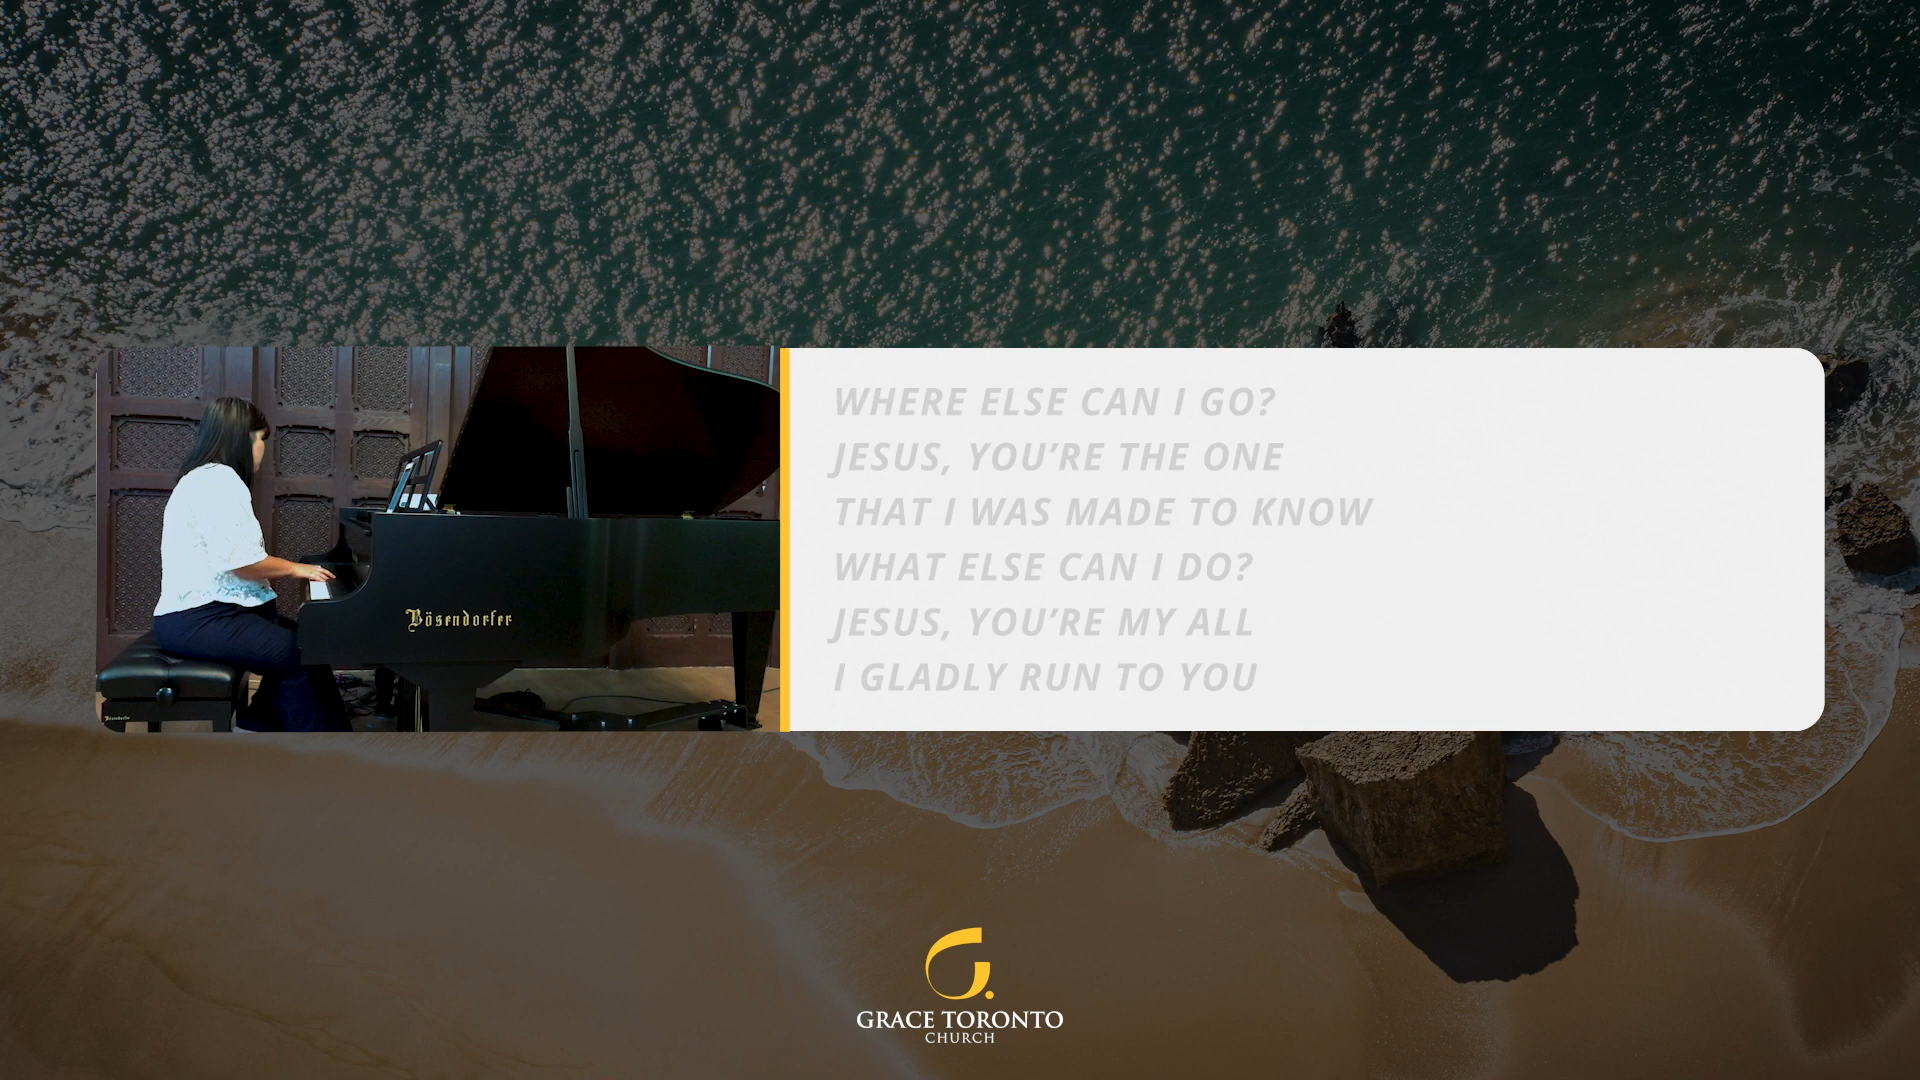 WHERE ELSE CAN I GO?
JESUS, YOU'RE THE ONE
THAT I WAS MADE TO KNOW
WHAT ELSE CAN I DO?
JESUS, YOU'RE MY ALL
I GLADLY RUN TO YOU
Bösendorfer
Bösendorfer
GRACE TORONTO
CHURCH